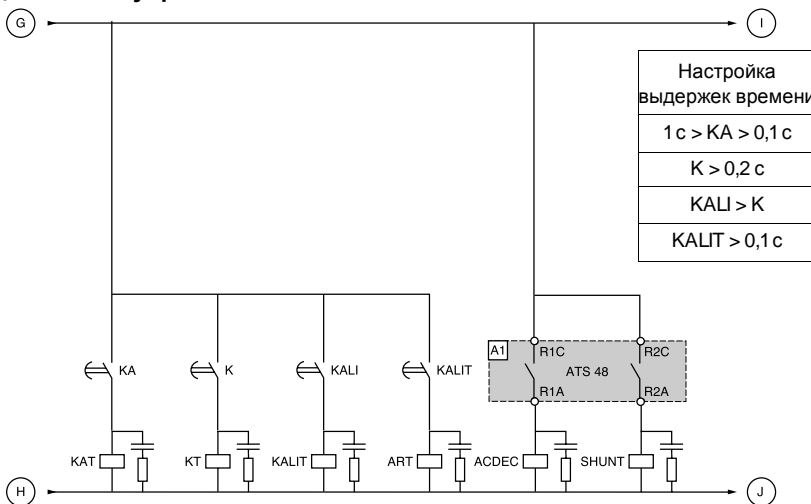 G
I
Настройка
выдержек времени
1 с > KA > 0,1 с
K > 0,2 с
KALI > K
KALIT > 0,1 с
A1
R1C
R2C
KA
K
KALI
KALIT
ATS 48
R1A
R2A
KAT
KT
KALIT
ART
ACDEC
SHUNT
H
J